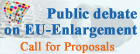 Public debate
on EU-Enlargement
Call for Proposals